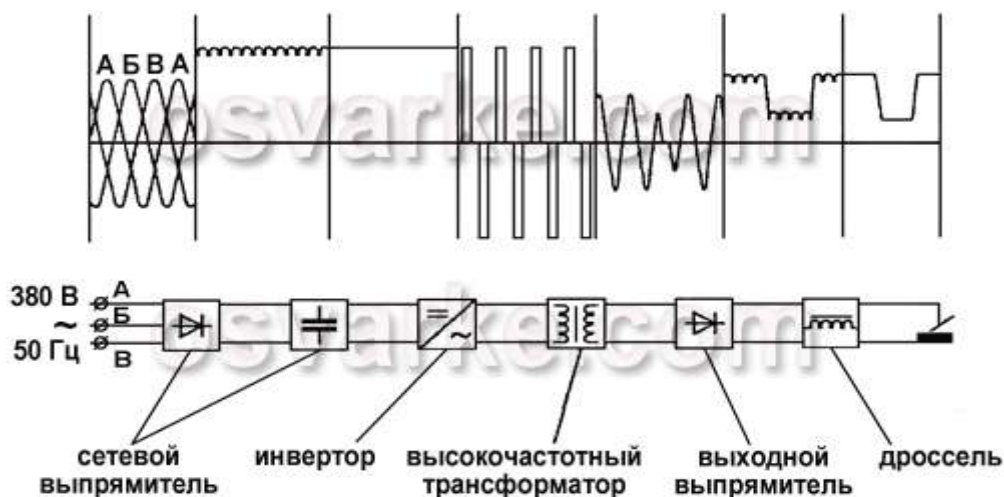 А Б В А
osvarke.com
380 В
~
50 Гц
А
Б
В
osvarke.com
сетевой
выпрямитель
инвертор
высокочастотный
трансформатор
выходной
выпрямитель
дроссель